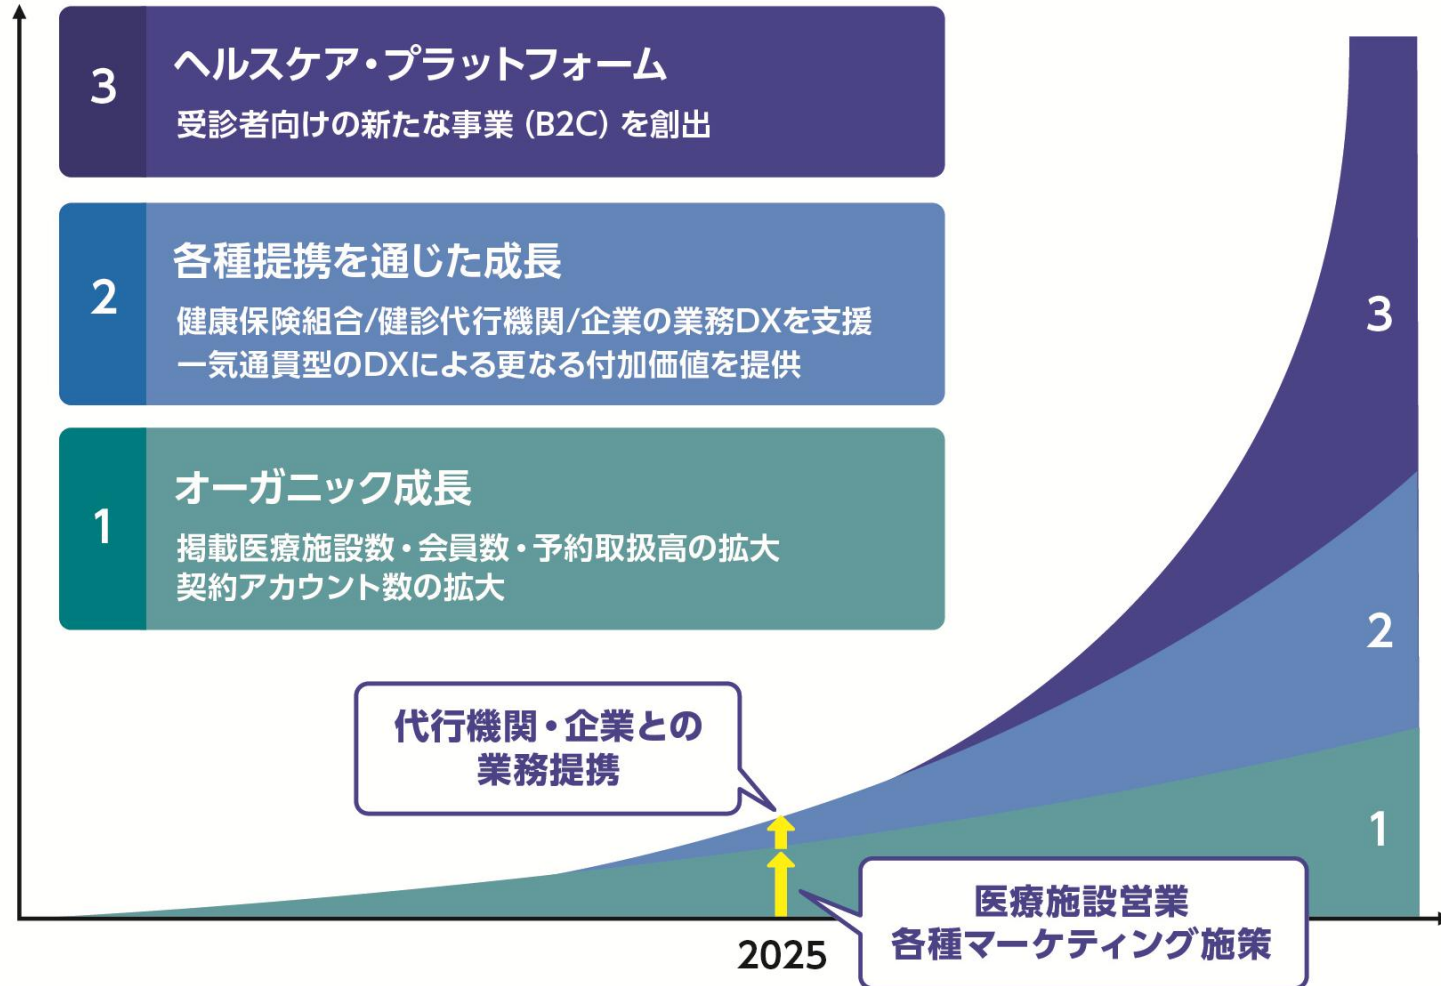 3
ヘルスケア・プラットフォーム
受診者向けの新たな事業（B2C）を創出
2
各種提携を通じた成長
健康保険組合/健診代行機関/企業の業務DXを支援
一気通貫型のDXによる更なる付加価値を提供
1
オーガニック成長
掲載医療施設数・会員数・予約取扱高の拡大
契約アカウント数の拡大
3
2
1
代行機関・企業との
業務提携
医療施設営業
各種マーケティング施策
2025